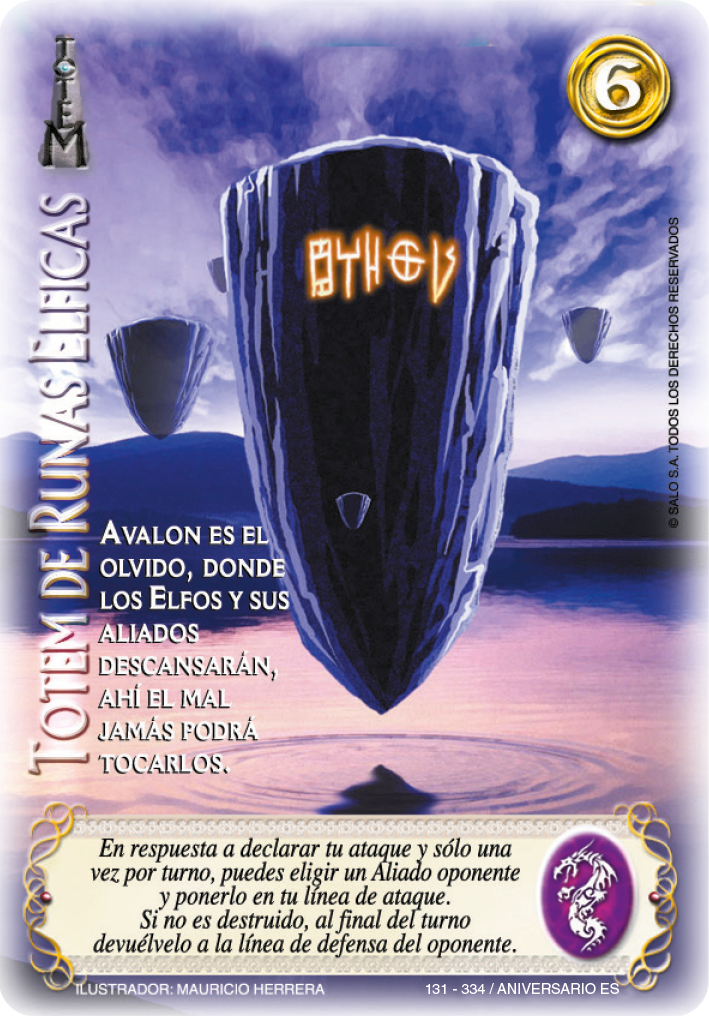 TOTEM
6
TOTEM DE RUNAS ELFICAS
© SALO S.A. TODOS LOS DERECHOS RESERVADOS
AVALON ES EL
OLVIDO, DONDE
LOS ELFOS Y SUS
ALIADOS
DESCANSARÁN,
AHÍ EL MAL
JAMÁS PODRÁ
TOCARLOS.
En respuesta a declarar tu ataque y sólo una
vez por turno, puedes eligir un Aliado oponente
y ponerlo en tu línea de ataque.
Si no es destruido, al final del turno
devuélvelo a la línea de defensa del oponente.
ILUSTRADOR: MAURICIO HERRERA
131 - 334 / ANIVERSARIO ES